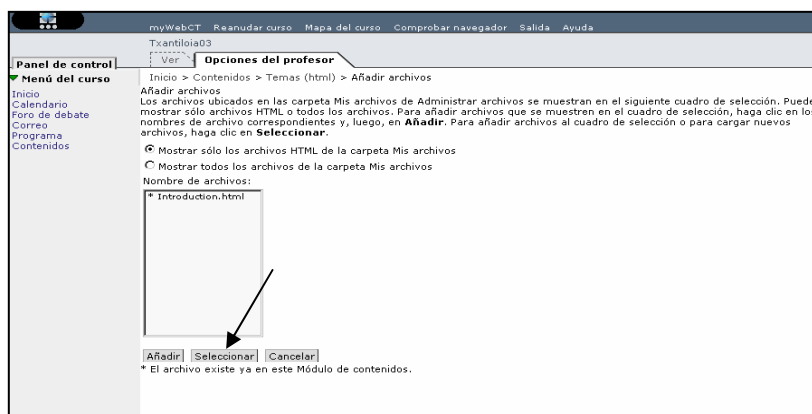 myWebCT Reanudar curso Mapa del curso Comprobar navegador Salida Ayuda
Txantiloia03
Ver Opciones del profesor
Panel de control
Menú del curso
Inicio
Calendario
Foro de debate
Correo
Programa
Contenidos
Inicio > Contenidos > Temas (html) > Añadir archivos
Añadir archivos
Los archivos ubicados en las carpeta Mis archivos de Administrar archivos se muestran en el siguiente cuadro de selección. Puede
mostrar sólo archivos HTML o todos los archivos. Para añadir archivos que se muestren en el cuadro de selección, haga clic en lo
nombres de archivo correspondientes y, luego, en Añadir. Para añadir archivos al cuadro de selección o para cargar nuevos
archivos, haga clic en Seleccionar.
Mostrar sólo los archivos HTML de la carpeta Mis archivos
Mostrar todos los archivos de la carpeta Mis archivos
Nombre de archivos:
* Introduction.html
Añadir Seleccionar Cancelar
* El archivo existe ya en este Módulo de contenidos.